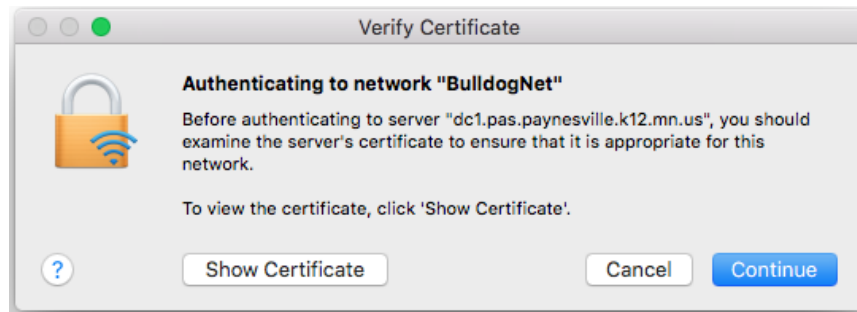 Verify Certificate
Authenticating to network "BulldogNet"
Before authenticating to server "dc1.pas.paynesville.k12.mn.us", you should
examine the server's certificate to ensure that it is appropriate for this
network.
To view the certificate, click 'Show Certificate'.
?
Show Certificate
Cancel
Continue